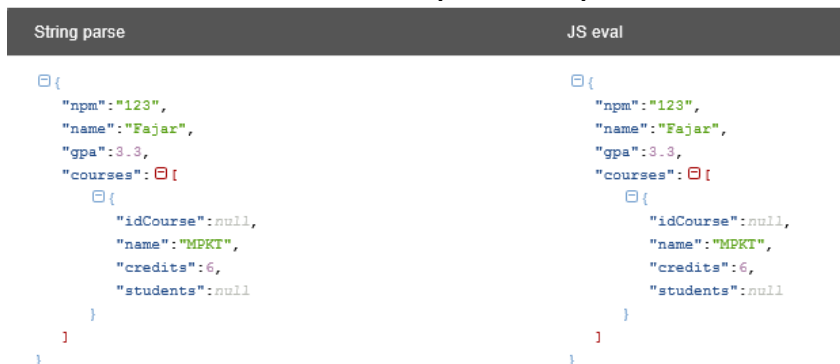 String parse
JS eval
{
"npm":"123",
"name":"Fajar",
"gpa":3.3,
"courses":[
{
"idCourse":null,
"name":"MPKT",
"credits":6,
"students":null
}
]
}
{
"npm":"123",
"name":"Fajar",
"gpa":3.3,
"courses":[
{
"idCourse":null,
"name":"MPKT",
"credits":6,
"students":null
}
]
}